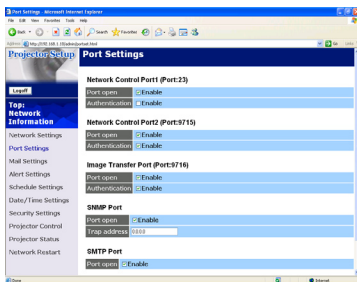 Port Settings - Microsoft Internet Explorer
File Edit View Favorites Tools Help
Back Search Favorites
Projector Setup
Logoff
Top:
Network
Information
Network Settings
Port Settings
Mail Settings
Alert Settings
Schedule Settings
Date/Time Settings
Security Settings
Projector Control
Projector Status
Network Restart
Port Settings
Network Control Port1 (Port:23)
Port open Enable
Authentication Enable
Network Control Port2 (Port:9715)
Port open Enable
Authentication Enable
Image Transfer Port (Port:9716)
Port open Enable
Authentication Enable
SNMP Port
Port open Enable
Trap address 0.0.0.0
SMTP Port
Port open Enable
Done Internet